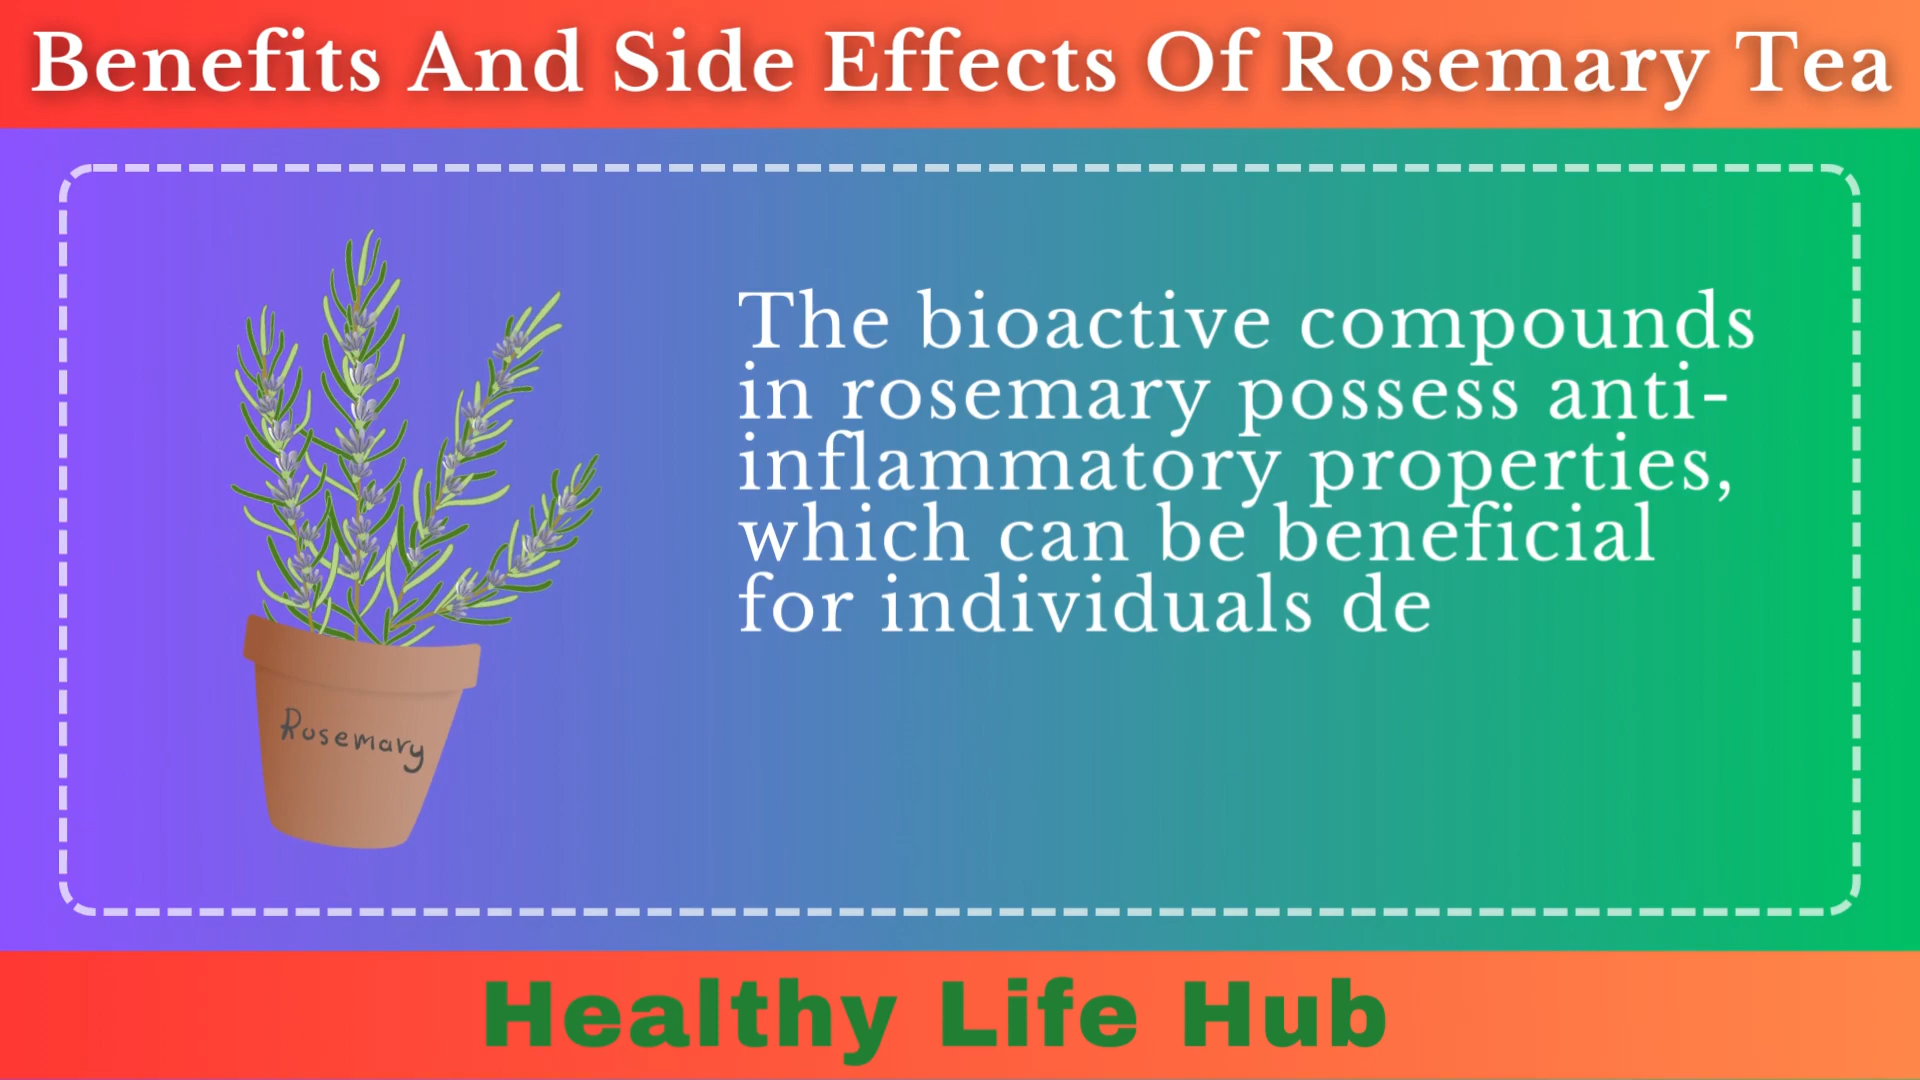 Benefits And Side Effects Of Rosemary Tea
The bioactive compounds
in rosemary possess anti-
inflammatory properties,
which can be beneficial
for individuals de
Rosemary
Healthy Life Hub